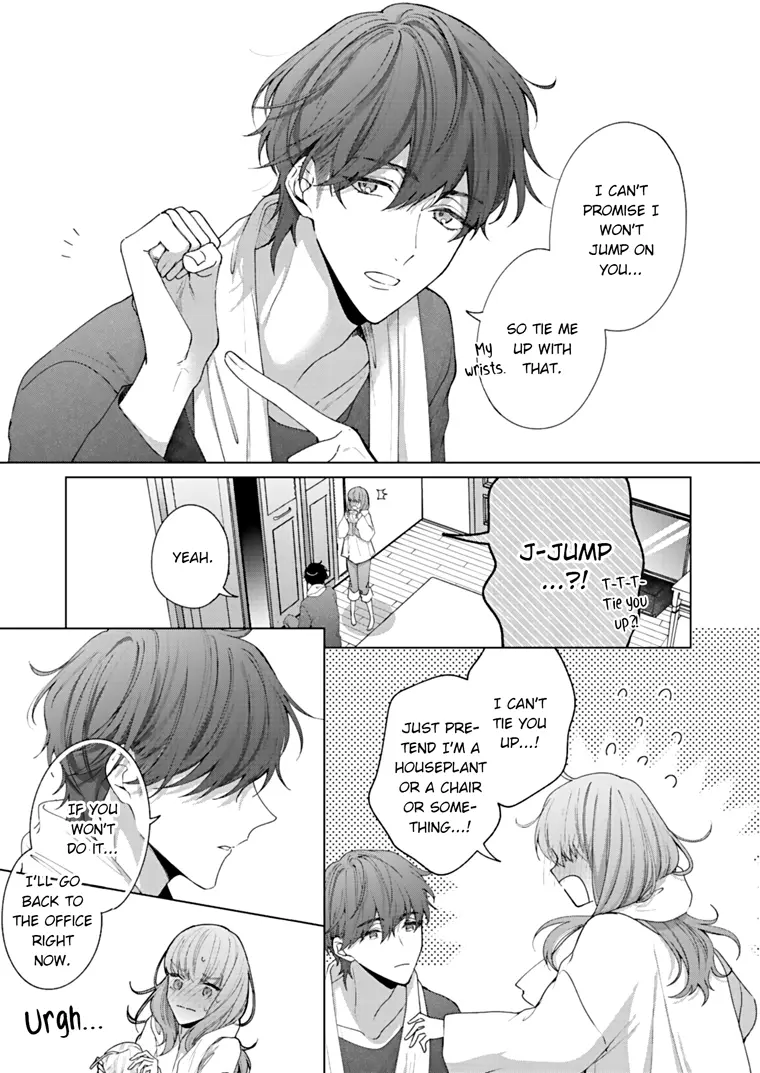 I CAN'T
PROMISE I
WON'T
JUMP ON
YOU...
SO TIE ME
UP WITH
THAT.
My
wrists.
J-JUMP
...?!
T-T-T-
Tie you
up?!
YEAH.
I CAN'T
TIE YOU
UP...!
JUST PRE-
TEND I'M A
HOUSEPLANT
OR A CHAIR
OR SOME-
THING...!
IF YOU
WON'T
DO IT...
I'LL GO
BACK TO
THE OFFICE
RIGHT
NOW.
Urgh...